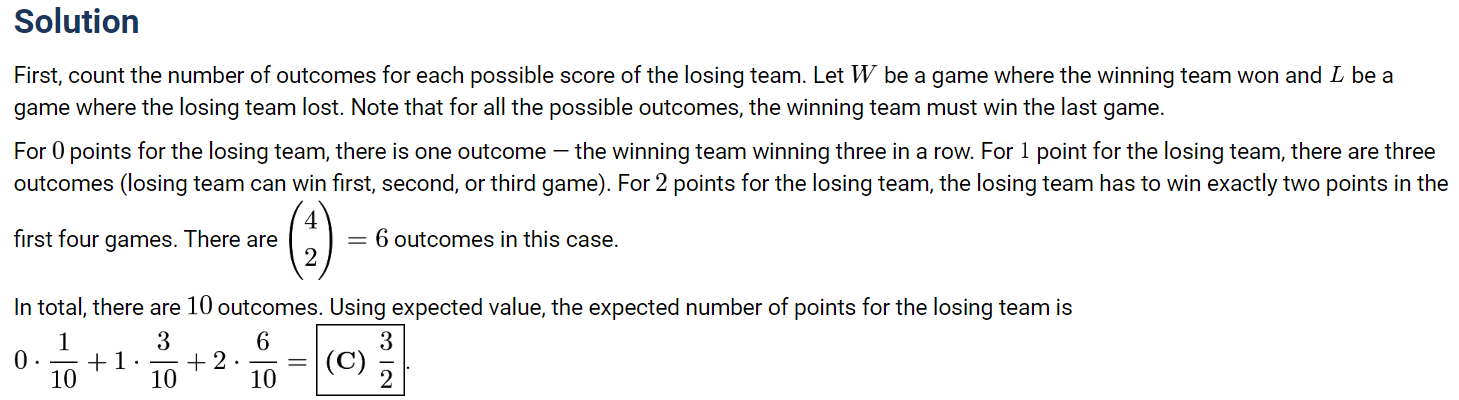 Solution
First, count the number of outcomes for each possible score of the losing team. Let W be a game where the winning team won and L be a
game where the losing team lost. Note that for all the possible outcomes, the winning team must win the last game.
For 0 points for the losing team, there is one outcome — the winning team winning three in a row. For 1 point for the losing team, there are three
outcomes (losing team can win first, second, or third game). For 2 points for the losing team, the losing team has to win exactly two points in the
first four games. There are \binom{4}{2} = 6 outcomes in this case.
In total, there are 10 outcomes. Using expected value, the expected number of points for the losing team is
0 · \frac{1}{10} + 1 · \frac{3}{10} + 2 · \frac{6}{10} = \boxed{(C) \frac{3}{2}}.